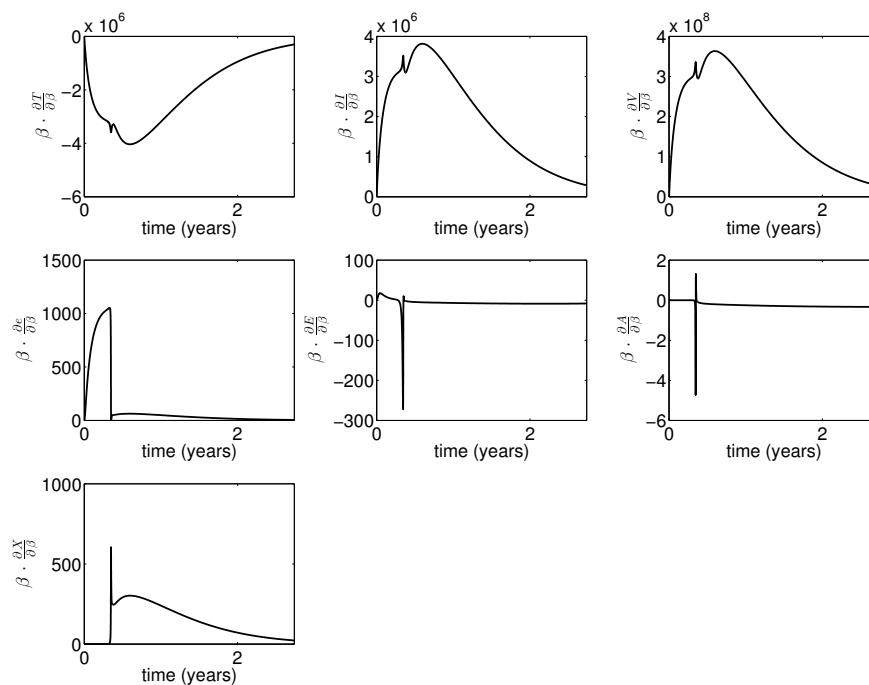 x 10^6
0
−2
−4
−6
0 2
time (years)
β · ∂T/∂β
x 10^6
4
3
2
1
0
0 2
time (years)
β · ∂I/∂β
x 10^8
4
3
2
1
0
0 2
time (years)
β · ∂V/∂β
1500
1000
500
0
0 2
time (years)
β · ∂e/∂β
100
0
−100
−200
−300
0 2
time (years)
β · ∂E/∂β
2
0
−2
−4
−6
0 2
time (years)
β · ∂A/∂β
1000
500
0
0 2
time (years)
β · ∂X/∂β